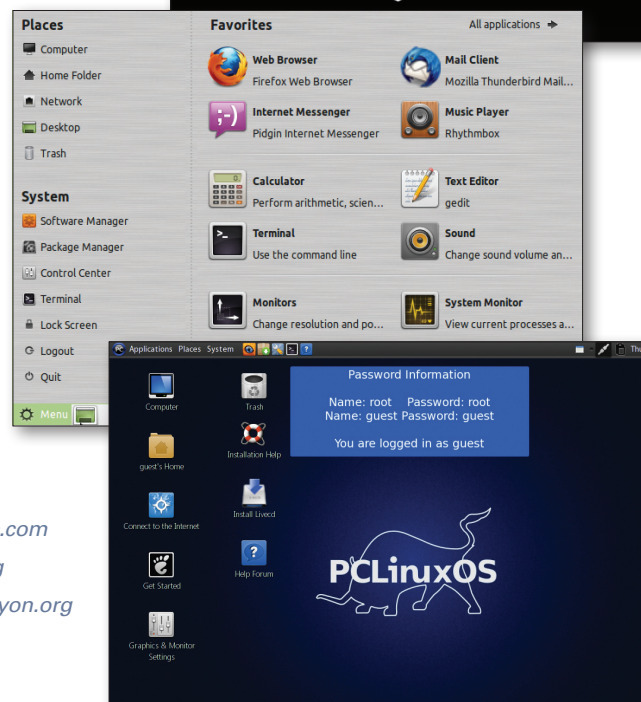 Places
Computer
Home Folder
Network
Desktop
Trash
System
Software Manager
Package Manager
Control Center
Terminal
Lock Screen
Logout
Quit
Menu
Favorites
All applications
Web Browser
Firefox Web Browser
Mail Client
Mozilla Thunderbird Mail...
Internet Messenger
Pidgin Internet Messenger
Music Player
Rhythmbox
Calculator
Perform arithmetic, scien...
Text Editor
gedit
Terminal
Use the command line
Sound
Change sound volume an...
Monitors
Change resolution and po...
System Monitor
View current processes a...
Applications Places System
Thu
Computer
Trash
guest's Home
Installation Help
Connect to the Internet
Install Livecd
Get Started
Help Forum
Graphics & Monitor
Settings
Password Information
Name: root Password: root
Name: guest Password: guest
You are logged in as guest
PCLinuxOS
.com
yon.org